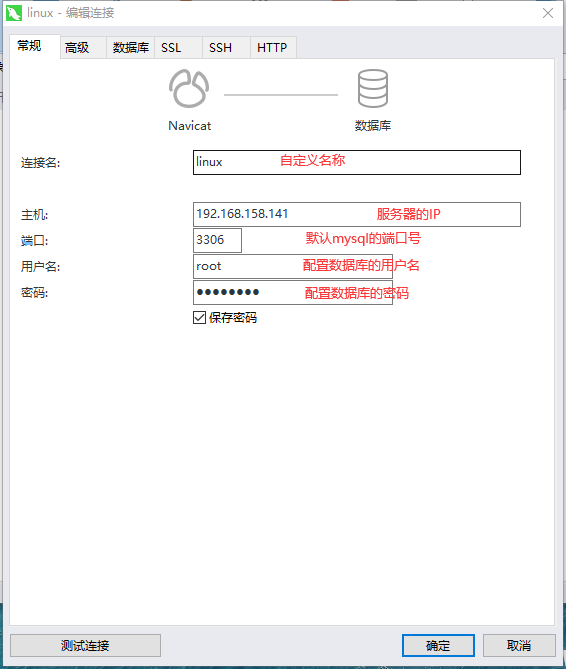 linux - 编辑连接
常规 高级 数据库 SSL SSH HTTP
Navicat 数据库
连接名: linux 自定义名称
主机: 192.168.158.141 服务器的IP
端口: 3306 默认mysql的端口号
用户名: root 配置数据库的用户名
密码: ●●●●●●●● 配置数据库的密码
保存密码
测试连接 确定 取消